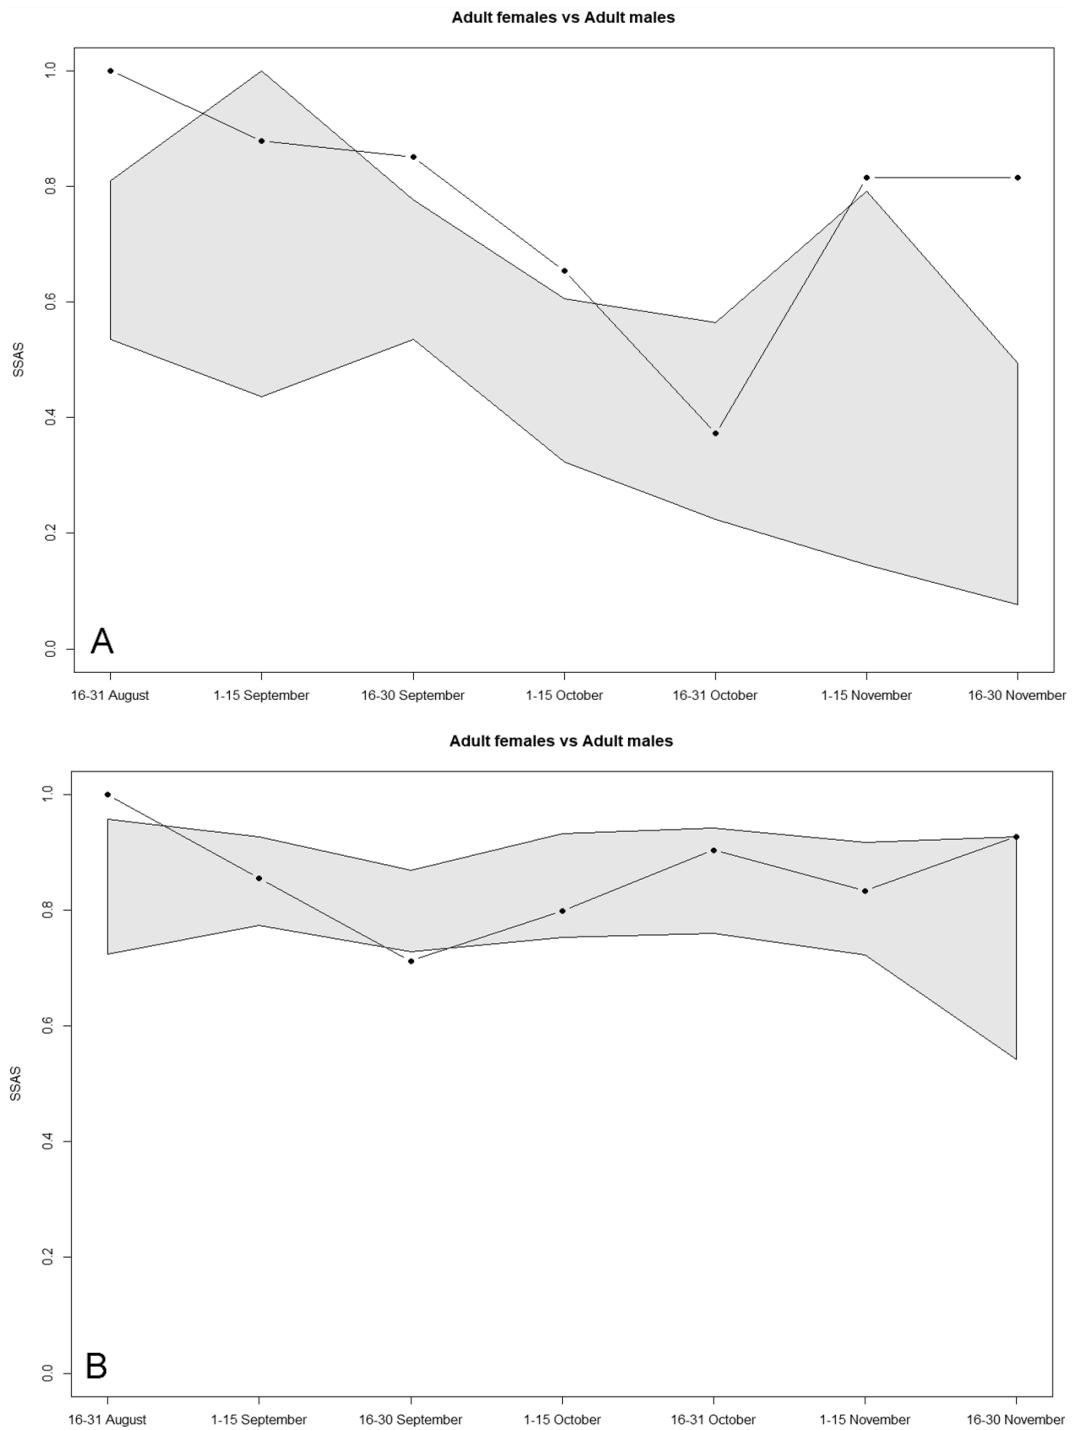 Adult females vs Adult males
1.0
0.8
0.6
0.4
0.2
0.0
SSAS
A
16-31 August 1-15 September 16-30 September 1-15 October 16-31 October 1-15 November 16-30 November
Adult females vs Adult males
1.0
0.8
0.6
0.4
0.2
0.0
SSAS
B
16-31 August 1-15 September 16-30 September 1-15 October 16-31 October 1-15 November 16-30 November